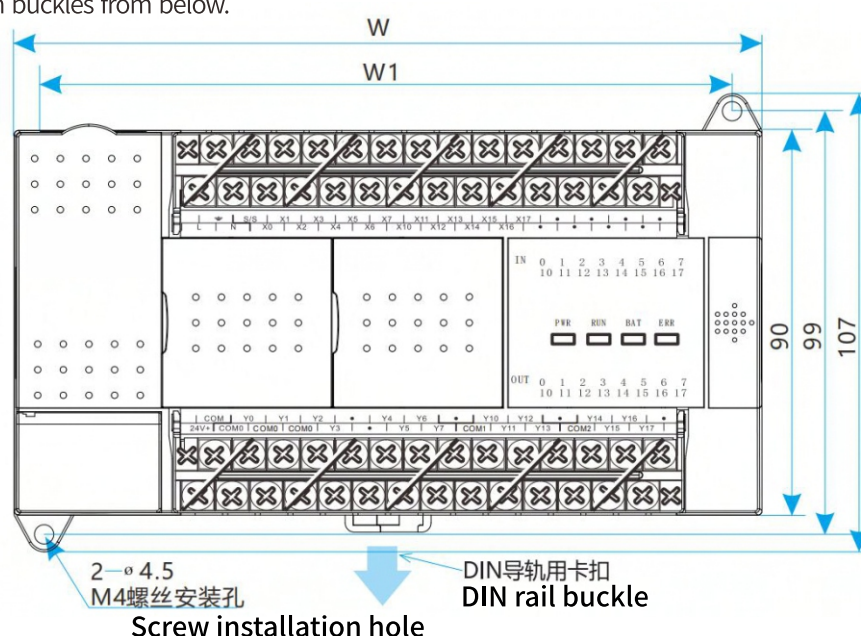 n buckles from below.
W
W1
S/S X1 X3 X5 X7 X11 X13 X15 X17
L N X0 X2 X4 X6 X10 X12 X14 X16
IN 0 1 2 3 4 5 6 7
10 11 12 13 14 15 16 17
PWR RUN BAT ERR
OUT 0 1 2 3 4 5 6 7
10 11 12 13 14 15 16 17
90
99
107
COM Y0 Y1 Y2 • Y4 Y6 • Y10 Y12 • Y14 Y16 •
24V+ COM0 COM0 COM0 Y3 • Y5 Y7 COM1 Y11 Y13 COM2 Y15 Y17
2—ø 4.5
M4螺丝安装孔
Screw installation hole
DIN导轨用卡扣
DIN rail buckle